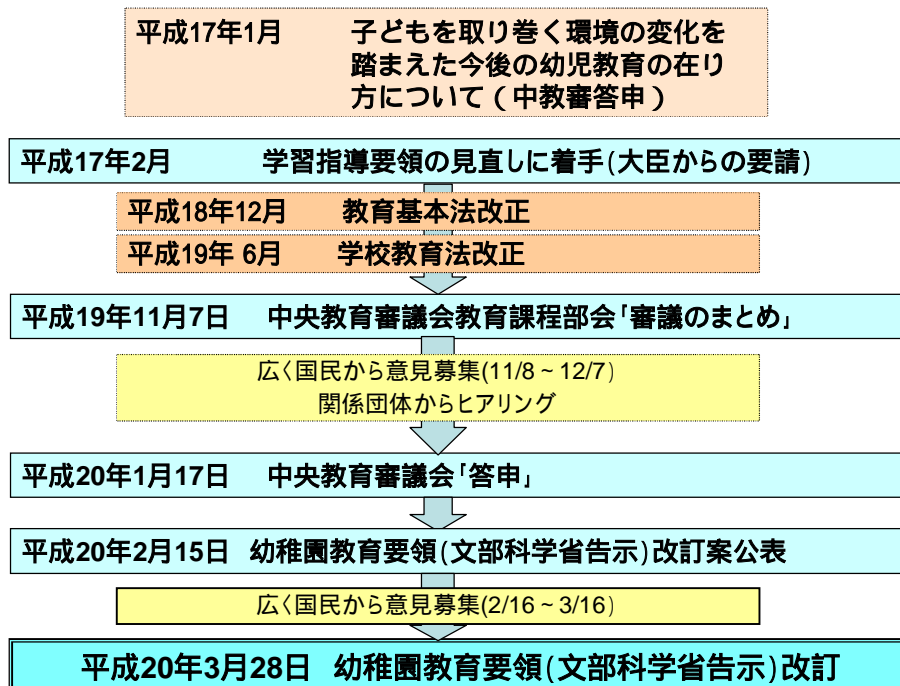 平成17年1月 子どもを取り巻く環境の変化を
踏まえた今後の幼児教育の在り
方について（中教審答申）
平成17年2月 学習指導要領の見直しに着手(大臣からの要請)
平成18年12月 教育基本法改正
平成19年 6月 学校教育法改正
平成19年11月7日 中央教育審議会教育課程部会「審議のまとめ」
広く国民から意見募集(11/8～12/7)
関係団体からヒアリング
平成20年1月17日 中央教育審議会「答申」
平成20年2月15日 幼稚園教育要領(文部科学省告示)改訂案公表
広く国民から意見募集(2/16～3/16)
平成20年3月28日 幼稚園教育要領(文部科学省告示)改訂